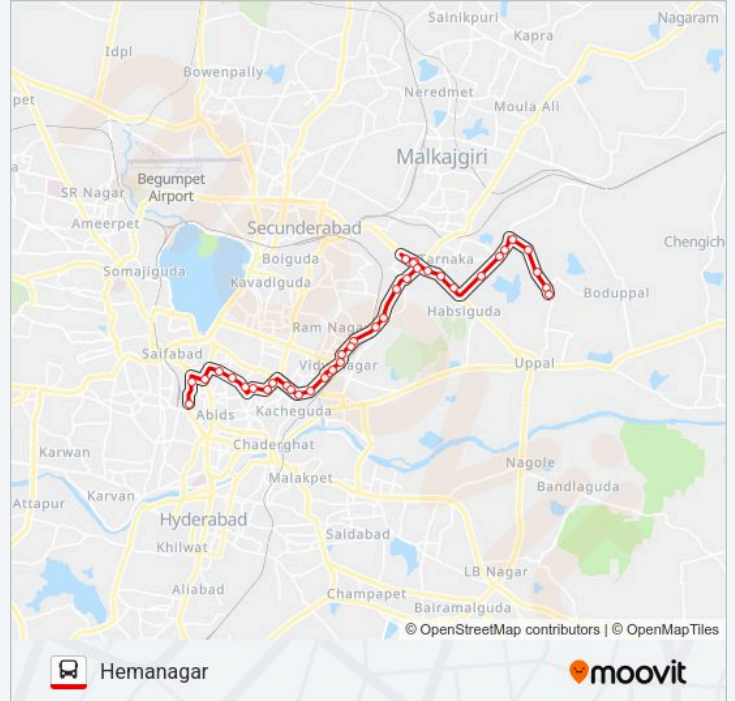 Sainikpuri
Nagaram
Kapra
Idpl
Bowenpally
Neredmet
Moula Ali
pet
Malkajgiri
a
Begumpet
Airport
SR Nagar
Ameerpet
Secunderabad
Tarnaka
Chengich
Boiguda
Somajiguda
Kavadiguda
Boduppal
Habsiguda
Ram Nagar
Saifabad
Vidyanagar
Uppal
Abids
Kacheguda
Chaderghat
Karwan
Malakpet
Nagole
Bandlaguda
Attapur
Karvan
Hyderabad
Saidabad
Khilwat
LB Nagar
Aliabad
Champapet
Bairamalguda
© OpenStreetMap contributors | © OpenMapTiles
Hemanagar
moovit